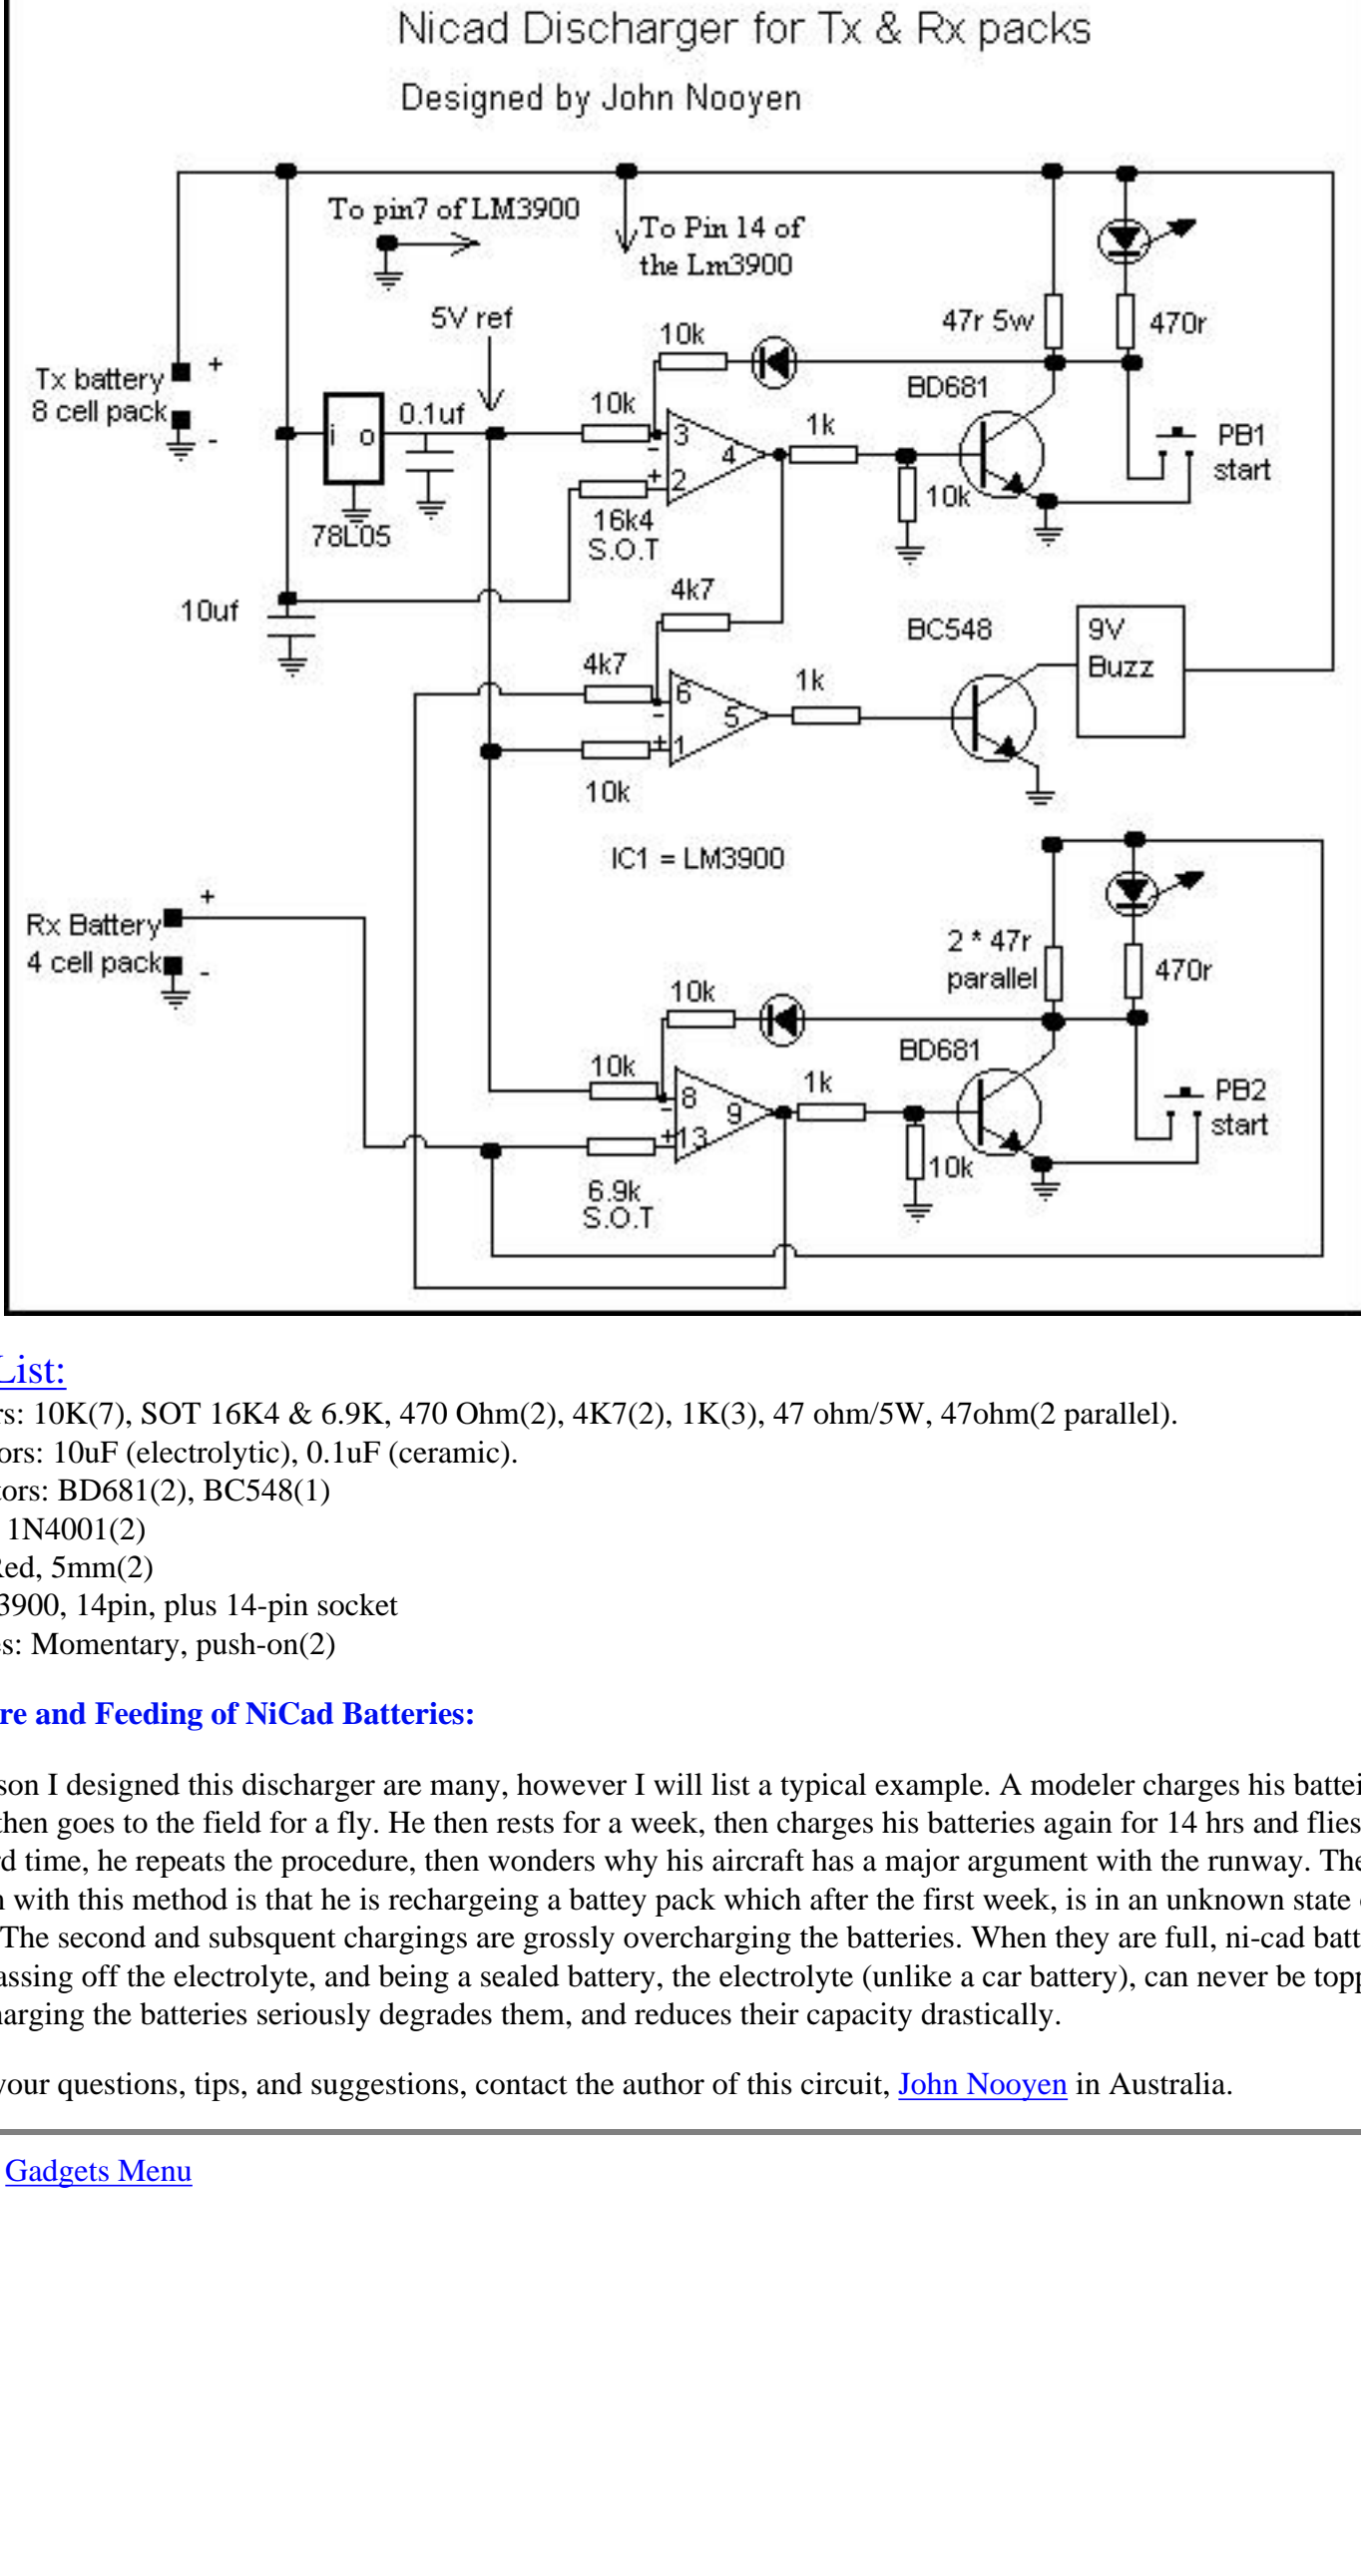 Nicad Discharger for Tx & Rx packs
Designed by John Nooyen
To pin7 of LM3900
To Pin 14 of
the Lm3900
5V ref
10k
47r 5w
470r
Tx battery
8 cell pack
+
-
i o
0.1uf
78L05
10k
3
-
+
2
4
16k4
S.O.T
1k
10k
BD681
PB1
start
10uf
4k7
4k7
6
-
+
1
5
10k
1k
BC548
9V
Buzz
IC1 = LM3900
Rx Battery
4 cell pack
+
-
2 * 47r
parallel
470r
10k
10k
8
-
+
13
9
6.9k
S.O.T
1k
10k
BD681
PB2
start
List:
rs: 10K(7), SOT 16K4 & 6.9K, 470 Ohm(2), 4K7(2), 1K(3), 47 ohm/5W, 47ohm(2 parallel).
ors: 10uF (electrolytic), 0.1uF (ceramic).
tors: BD681(2), BC548(1)
1N4001(2)
Red, 5mm(2)
3900, 14pin, plus 14-pin socket
es: Momentary, push-on(2)
re and Feeding of NiCad Batteries:
son I designed this discharger are many, however I will list a typical example. A modeler charges his battei
then goes to the field for a fly. He then rests for a week, then charges his batteries again for 14 hrs and flies
rd time, he repeats the procedure, then wonders why his aircraft has a major argument with the runway. The
n with this method is that he is rechargeing a battey pack which after the first week, is in an unknown state
The second and subsquent chargings are grossly overcharging the batteries. When they are full, ni-cad batt
assing off the electrolyte, and being a sealed battery, the electrolyte (unlike a car battery), can never be topp
harging the batteries seriously degrades them, and reduces their capacity drastically.
your questions, tips, and suggestions, contact the author of this circuit, John Nooyen in Australia.
Gadgets Menu